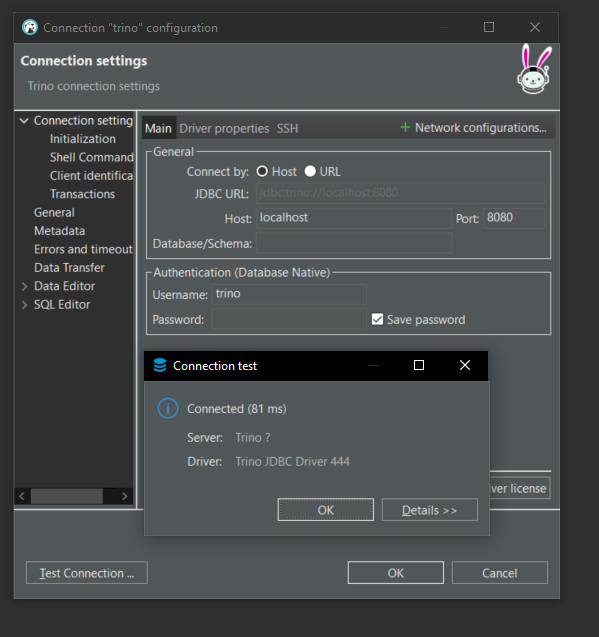 Connection "trino" configuration
Connection settings
Trino connection settings
Connection setting
Initialization
Shell Command
Client identifica
Transactions
General
Metadata
Errors and timeout
Data Transfer
Data Editor
SQL Editor
Main Driver properties SSH + Network configurations...
General
Connect by: Host URL
JDBC URL: jdbc:trino://localhost:8080
Host: localhost Port: 8080
Database/Schema:
Authentication (Database Native)
Username: trino
Password: Save password
Connection test
Connected (81 ms)
Server: Trino ?
Driver: Trino JDBC Driver 444
ver license
OK Details >>
Test Connection ... OK Cancel